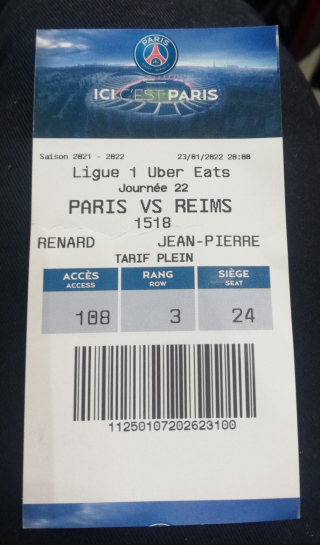 PARIS
ICI C'EST PARIS
Saison 2021 - 2022 23/01/2022 20:00
Ligue 1 Uber Eats
Journée 22
PARIS VS REIMS
1518
RENARD JEAN-PIERRE
TARIF PLEIN
ACCÈS RANG SIÈGE
ACCESS ROW SEAT
108 3 24
11250107202623100